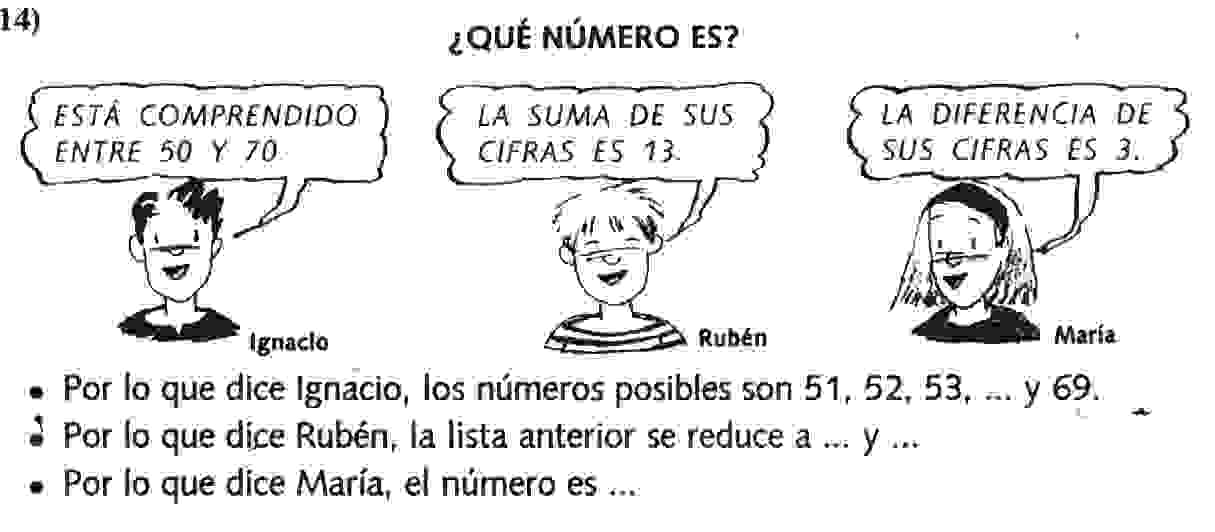 14)
¿QUÉ NÚMERO ES?
ESTÁ COMPRENDIDO
ENTRE 50 Y 70.
LA SUMA DE SUS
CIFRAS ES 13.
LA DIFERENCIA DE
SUS CIFRAS ES 3.
Ignacio
Rubén
María
• Por lo que dice Ignacio, los números posibles son 51, 52, 53, ... y 69.
• Por lo que dice Rubén, la lista anterior se reduce a ... y ...
• Por lo que dice María, el número es ...